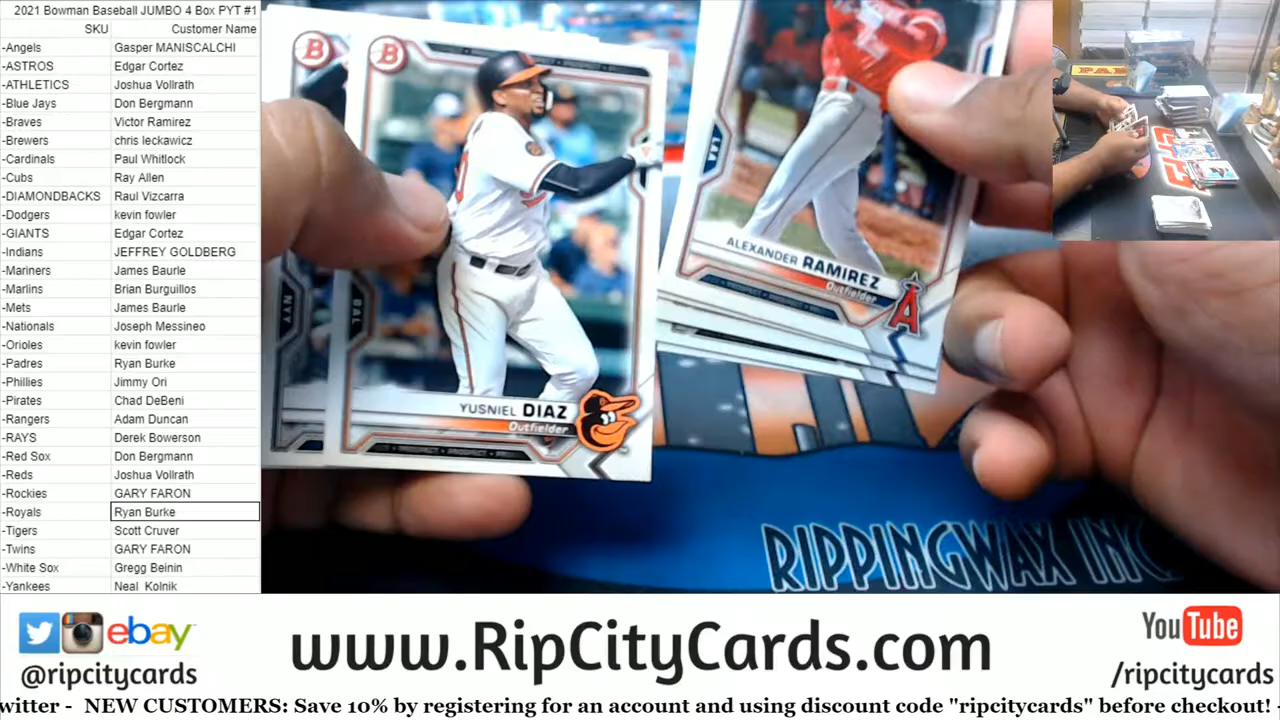 2021 Bowman Baseball JUMBO 4 Box PYT #1
SKU Customer Name
-Angels Gasper MANISCALCHI
-ASTROS Edgar Cortez
-ATHLETICS Joshua Vollrath
-Blue Jays Don Bergmann
-Braves Victor Ramirez
-Brewers chris leckawicz
-Cardinals Paul Whitlock
-Cubs Ray Allen
-DIAMONDBACKS Raul Vizcarra
-Dodgers kevin fowler
-GIANTS Edgar Cortez
-Indians JEFFREY GOLDBERG
-Mariners James Baurle
-Marlins Brian Burguillos
-Mets James Baurle
-Nationals Joseph Messineo
-Orioles kevin fowler
-Padres Ryan Burke
-Phillies Jimmy Ori
-Pirates Chad DeBeni
-Rangers Adam Duncan
-RAYS Derek Bowerson
-Red Sox Don Bergmann
-Reds Joshua Vollrath
-Rockies GARY FARON
-Royals Ryan Burke
-Tigers Scott Cruver
-Twins GARY FARON
-White Sox Gregg Beinin
-Yankees Neal Kolnik
B
B
NYY
BAL
YUSNIEL DIAZ
Outfielder
PROSPECT
LAA
ALEXANDER RAMIREZ
Outfielder
PROSPECT
A
RIPPINGWAX INC
ebay
@ripcitycards
www.RipCityCards.com
YouTube
/ripcitycards
witter - NEW CUSTOMERS: Save 10% by registering for an account and using discount code "ripcitycards" before checkout! -